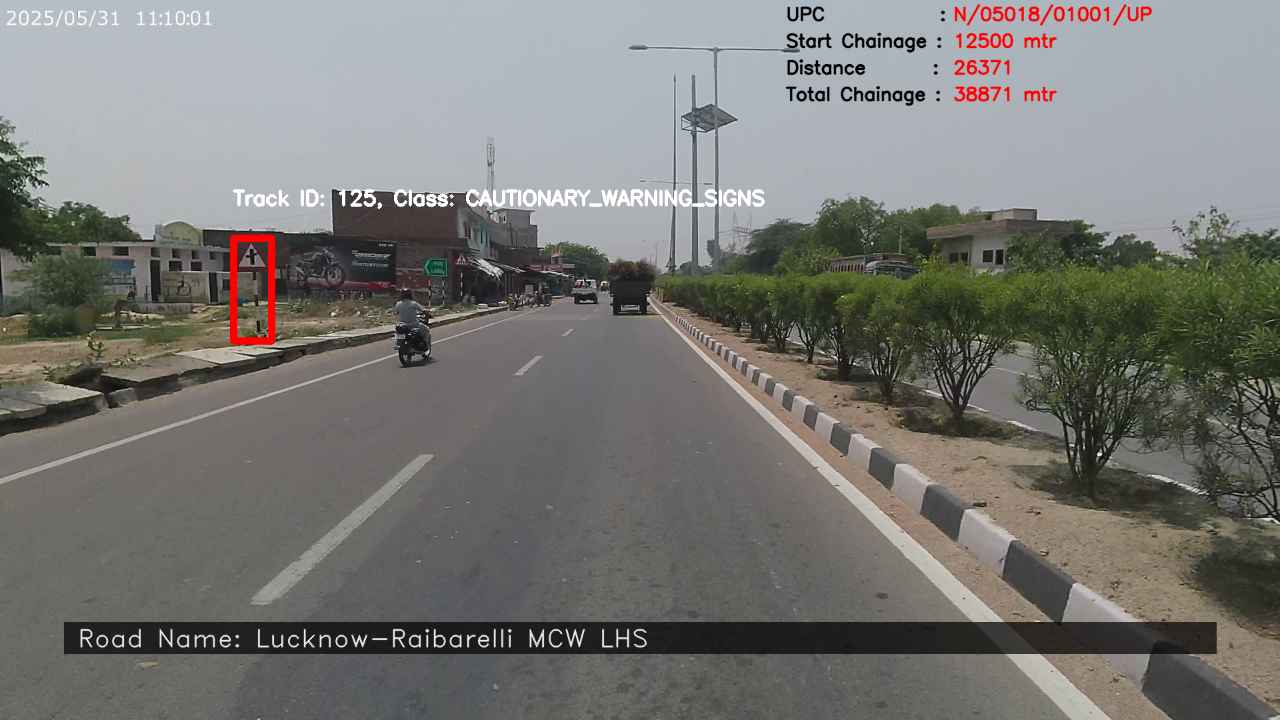 2025/05/31 11:10:01
UPC : N/05018/01001/UP
Start Chainage : 12500 mtr
Distance : 26371
Total Chainage : 38871 mtr
Track ID: 125, Class: CAUTIONARY_WARNING_SIGNS
Road Name: Lucknow-Raibarelli MCW LHS